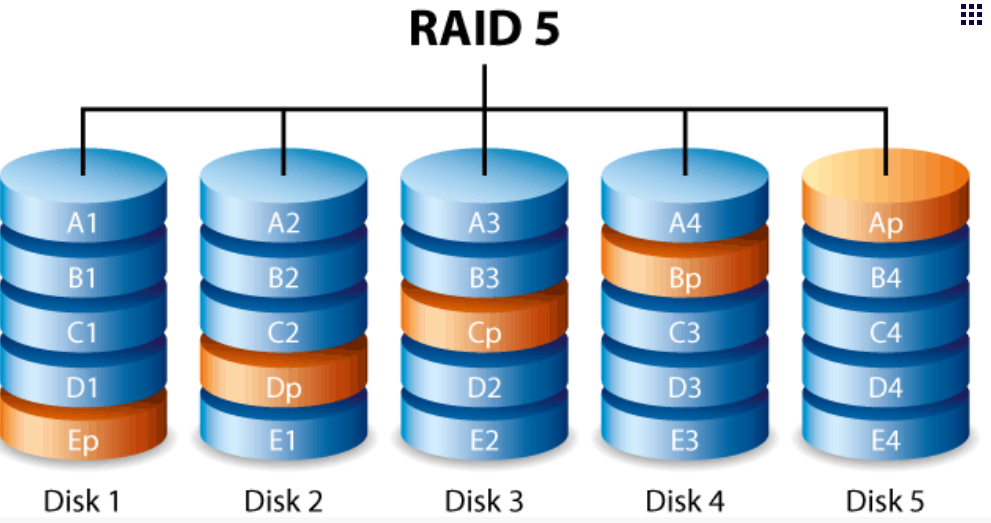 RAID 5
A1 A2 A3 A4 Ap
B1 B2 B3 Bp B4
C1 C2 Cp C3 C4
D1 Dp D2 D3 D4
Ep E1 E2 E3 E4
Disk 1 Disk 2 Disk 3 Disk 4 Disk 5